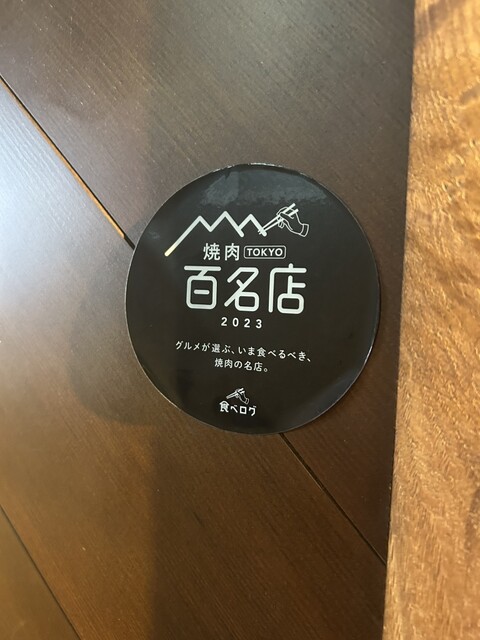 焼肉 TOKYO
百名店
2023
グルメが選ぶ、いま食べるべき、
焼肉の名店。
食べログ